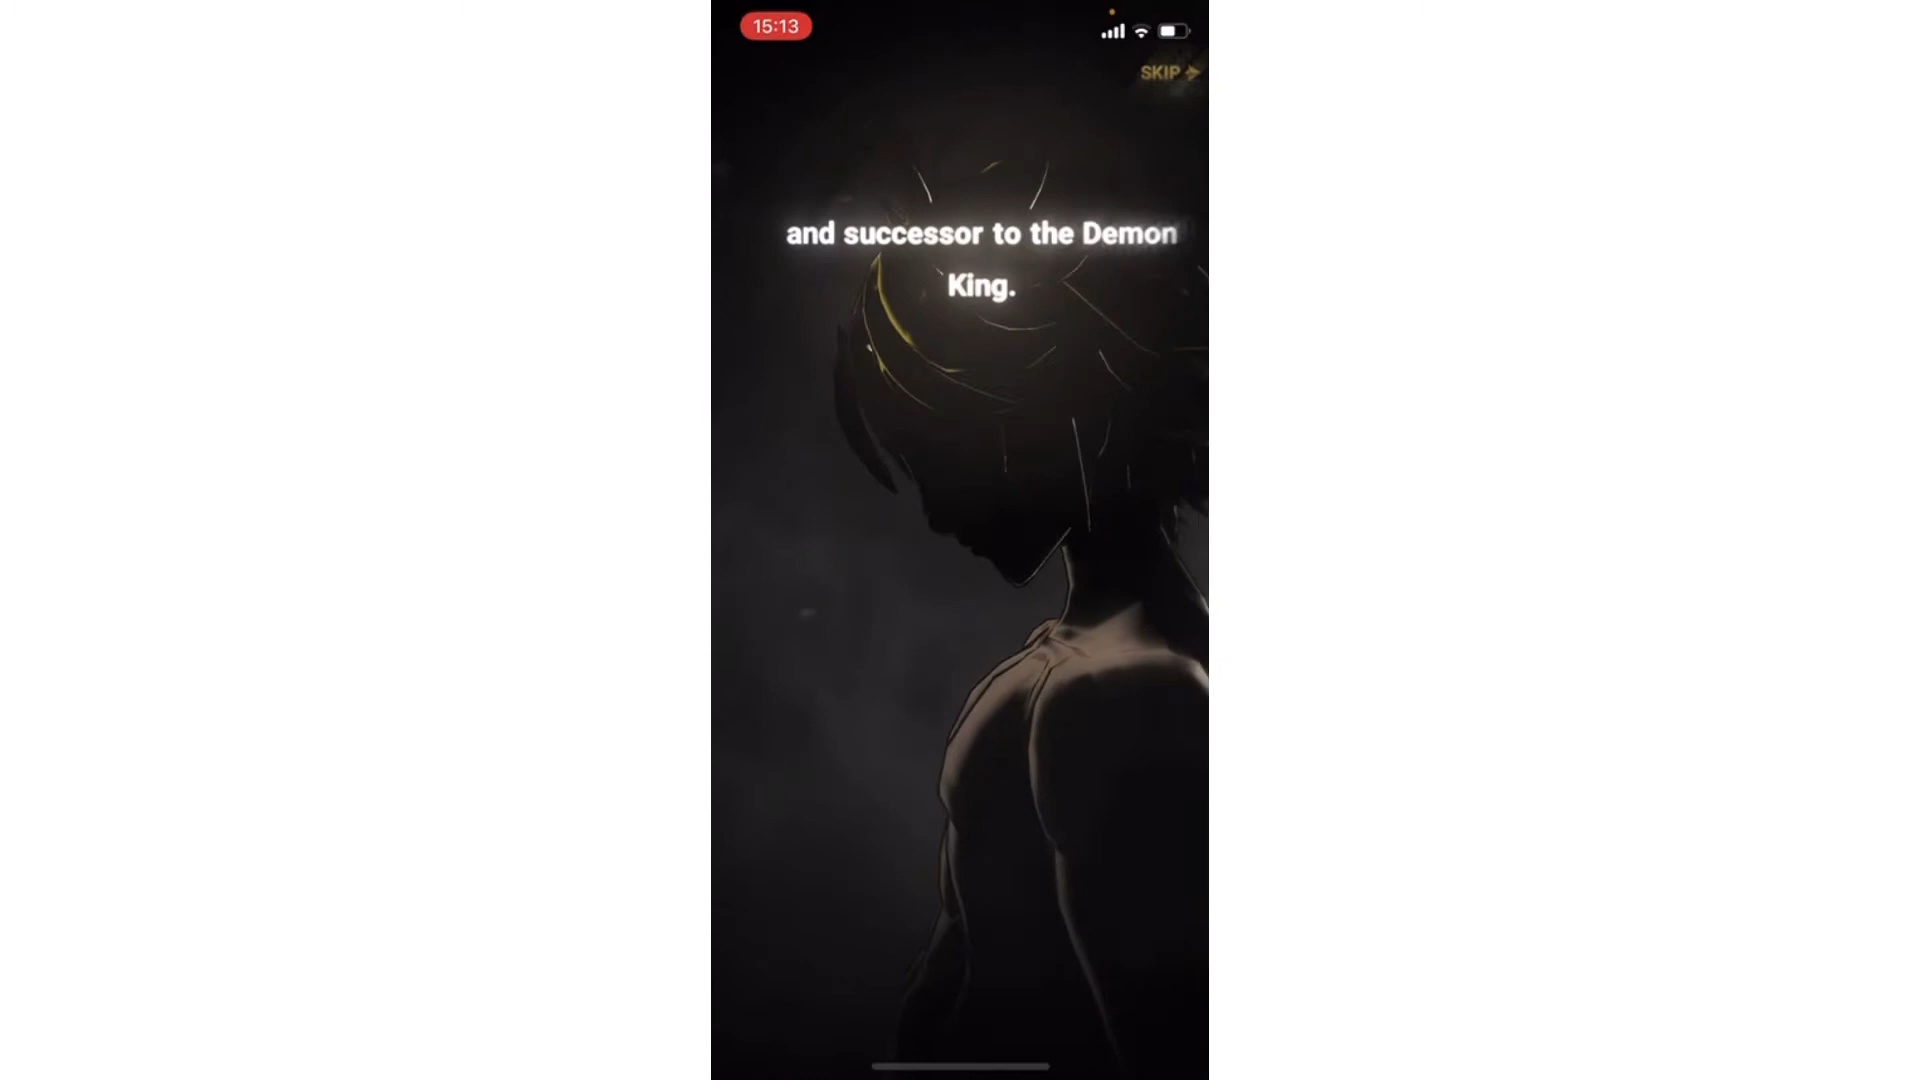 15:13
SKIP
and successor to the Demon
King.